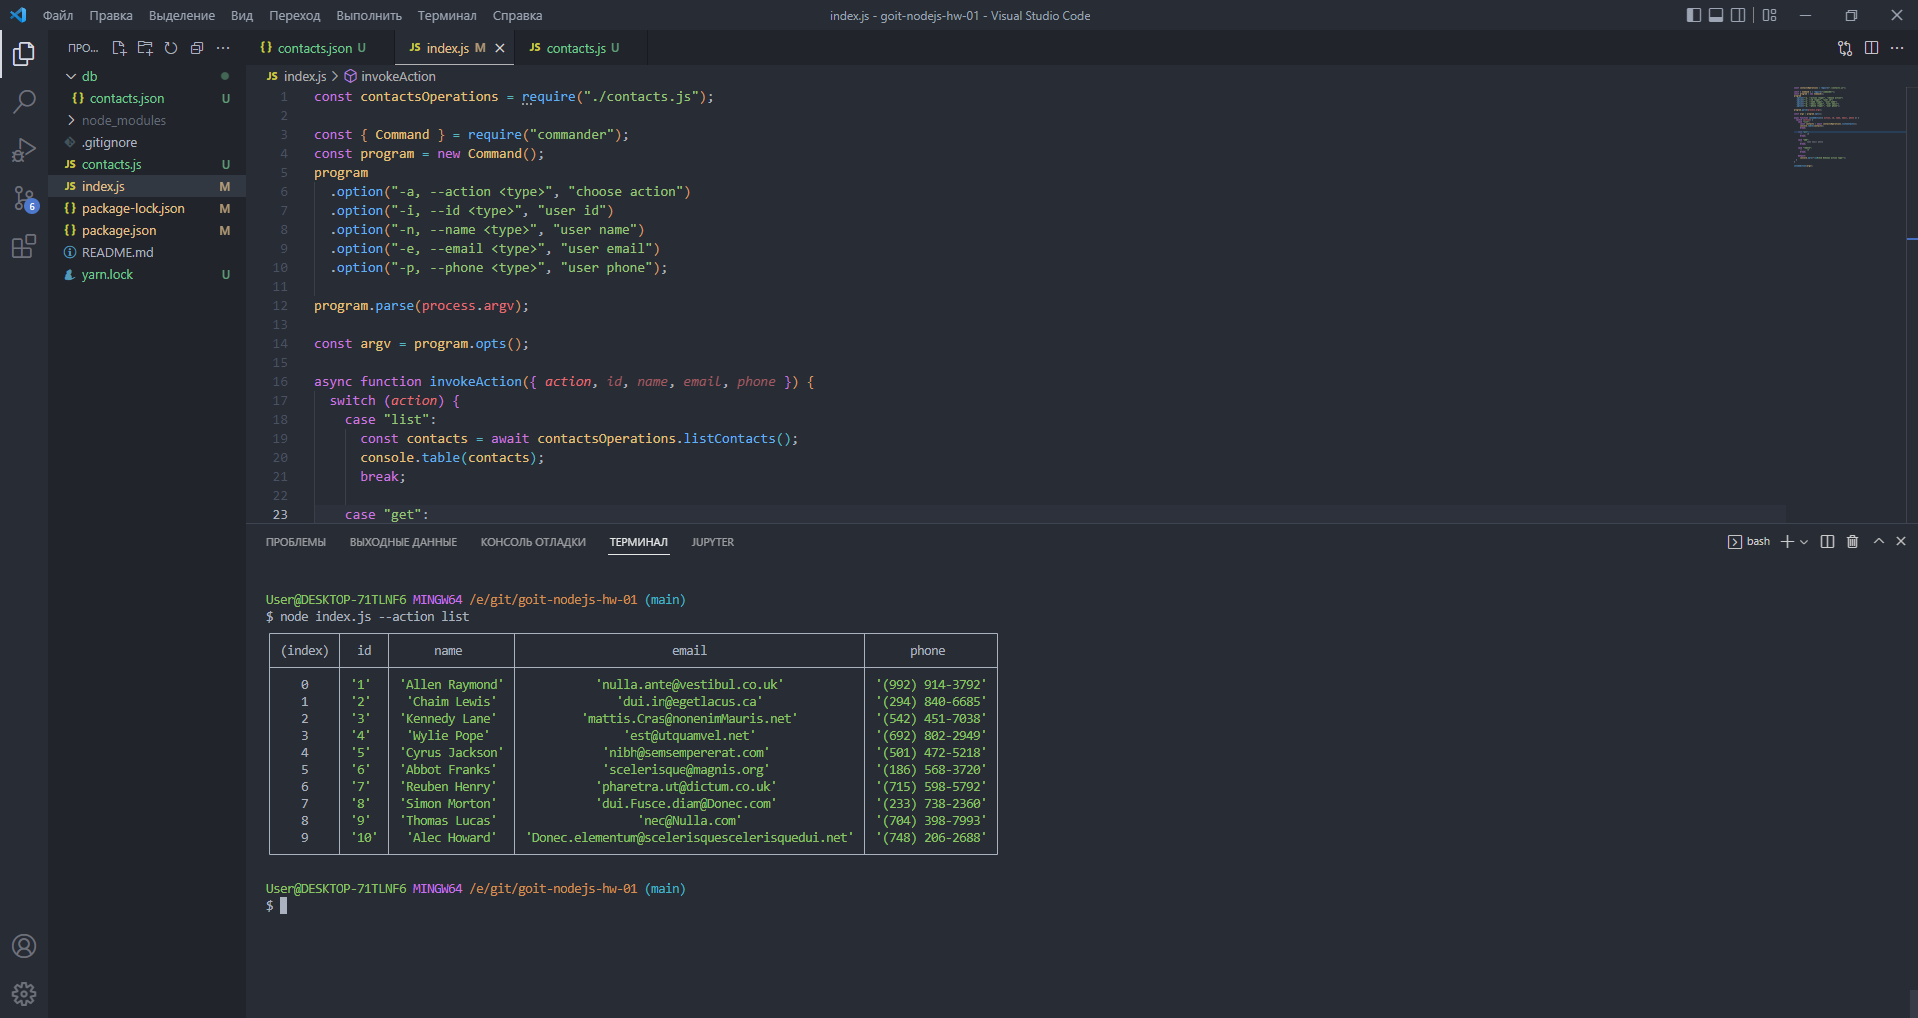 Файл Правка Выделение Вид Переход Выполнить Терминал Справка
index.js - goit-nodejs-hw-01 - Visual Studio Code
ПРО...
db
contacts.json U
node_modules
.gitignore
contacts.js U
index.js M
package-lock.json M
package.json M
README.md
yarn.lock U
6
contacts.json U
JS index.js M
JS contacts.js U
JS index.js > invokeAction
1 const contactsOperations = require("./contacts.js");
2
3 const { Command } = require("commander");
4 const program = new Command();
5 program
6 .option("-a, --action <type>", "choose action")
7 .option("-i, --id <type>", "user id")
8 .option("-n, --name <type>", "user name")
9 .option("-e, --email <type>", "user email")
10 .option("-p, --phone <type>", "user phone");
11
12 program.parse(process.argv);
13
14 const argv = program.opts();
15
16 async function invokeAction({ action, id, name, email, phone }) {
17 switch (action) {
18 case "list":
19 const contacts = await contactsOperations.listContacts();
20 console.table(contacts);
21 break;
22
23 case "get":
ПРОБЛЕМЫ ВЫХОДНЫЕ ДАННЫЕ КОНСОЛЬ ОТЛАДКИ ТЕРМИНАЛ JUPYTER
bash
User@DESKTOP-71TLNF6 MINGW64 /e/git/goit-nodejs-hw-01 (main)
$ node index.js --action list
(index) id name email phone
0 '1' 'Allen Raymond' 'nulla.ante@vestibul.co.uk' '(992) 914-3792'
1 '2' 'Chaim Lewis' 'dui.in@egetlacus.ca' '(294) 840-6685'
2 '3' 'Kennedy Lane' 'mattis.Cras@nonenimMauris.net' '(542) 451-7038'
3 '4' 'Wylie Pope' 'est@utquamvel.net' '(692) 802-2949'
4 '5' 'Cyrus Jackson' 'nibh@semsempererat.com' '(501) 472-5218'
5 '6' 'Abbot Franks' 'scelerisque@magnis.org' '(186) 568-3720'
6 '7' 'Reuben Henry' 'pharetra.ut@dictum.co.uk' '(715) 598-5792'
7 '8' 'Simon Morton' 'dui.Fusce.diam@Donec.com' '(233) 738-2360'
8 '9' 'Thomas Lucas' 'nec@Nulla.com' '(704) 398-7993'
9 '10' 'Alec Howard' 'Donec.elementum@scelerisquescelerisquedui.net' '(748) 206-2688'
User@DESKTOP-71TLNF6 MINGW64 /e/git/goit-nodejs-hw-01 (main)
$